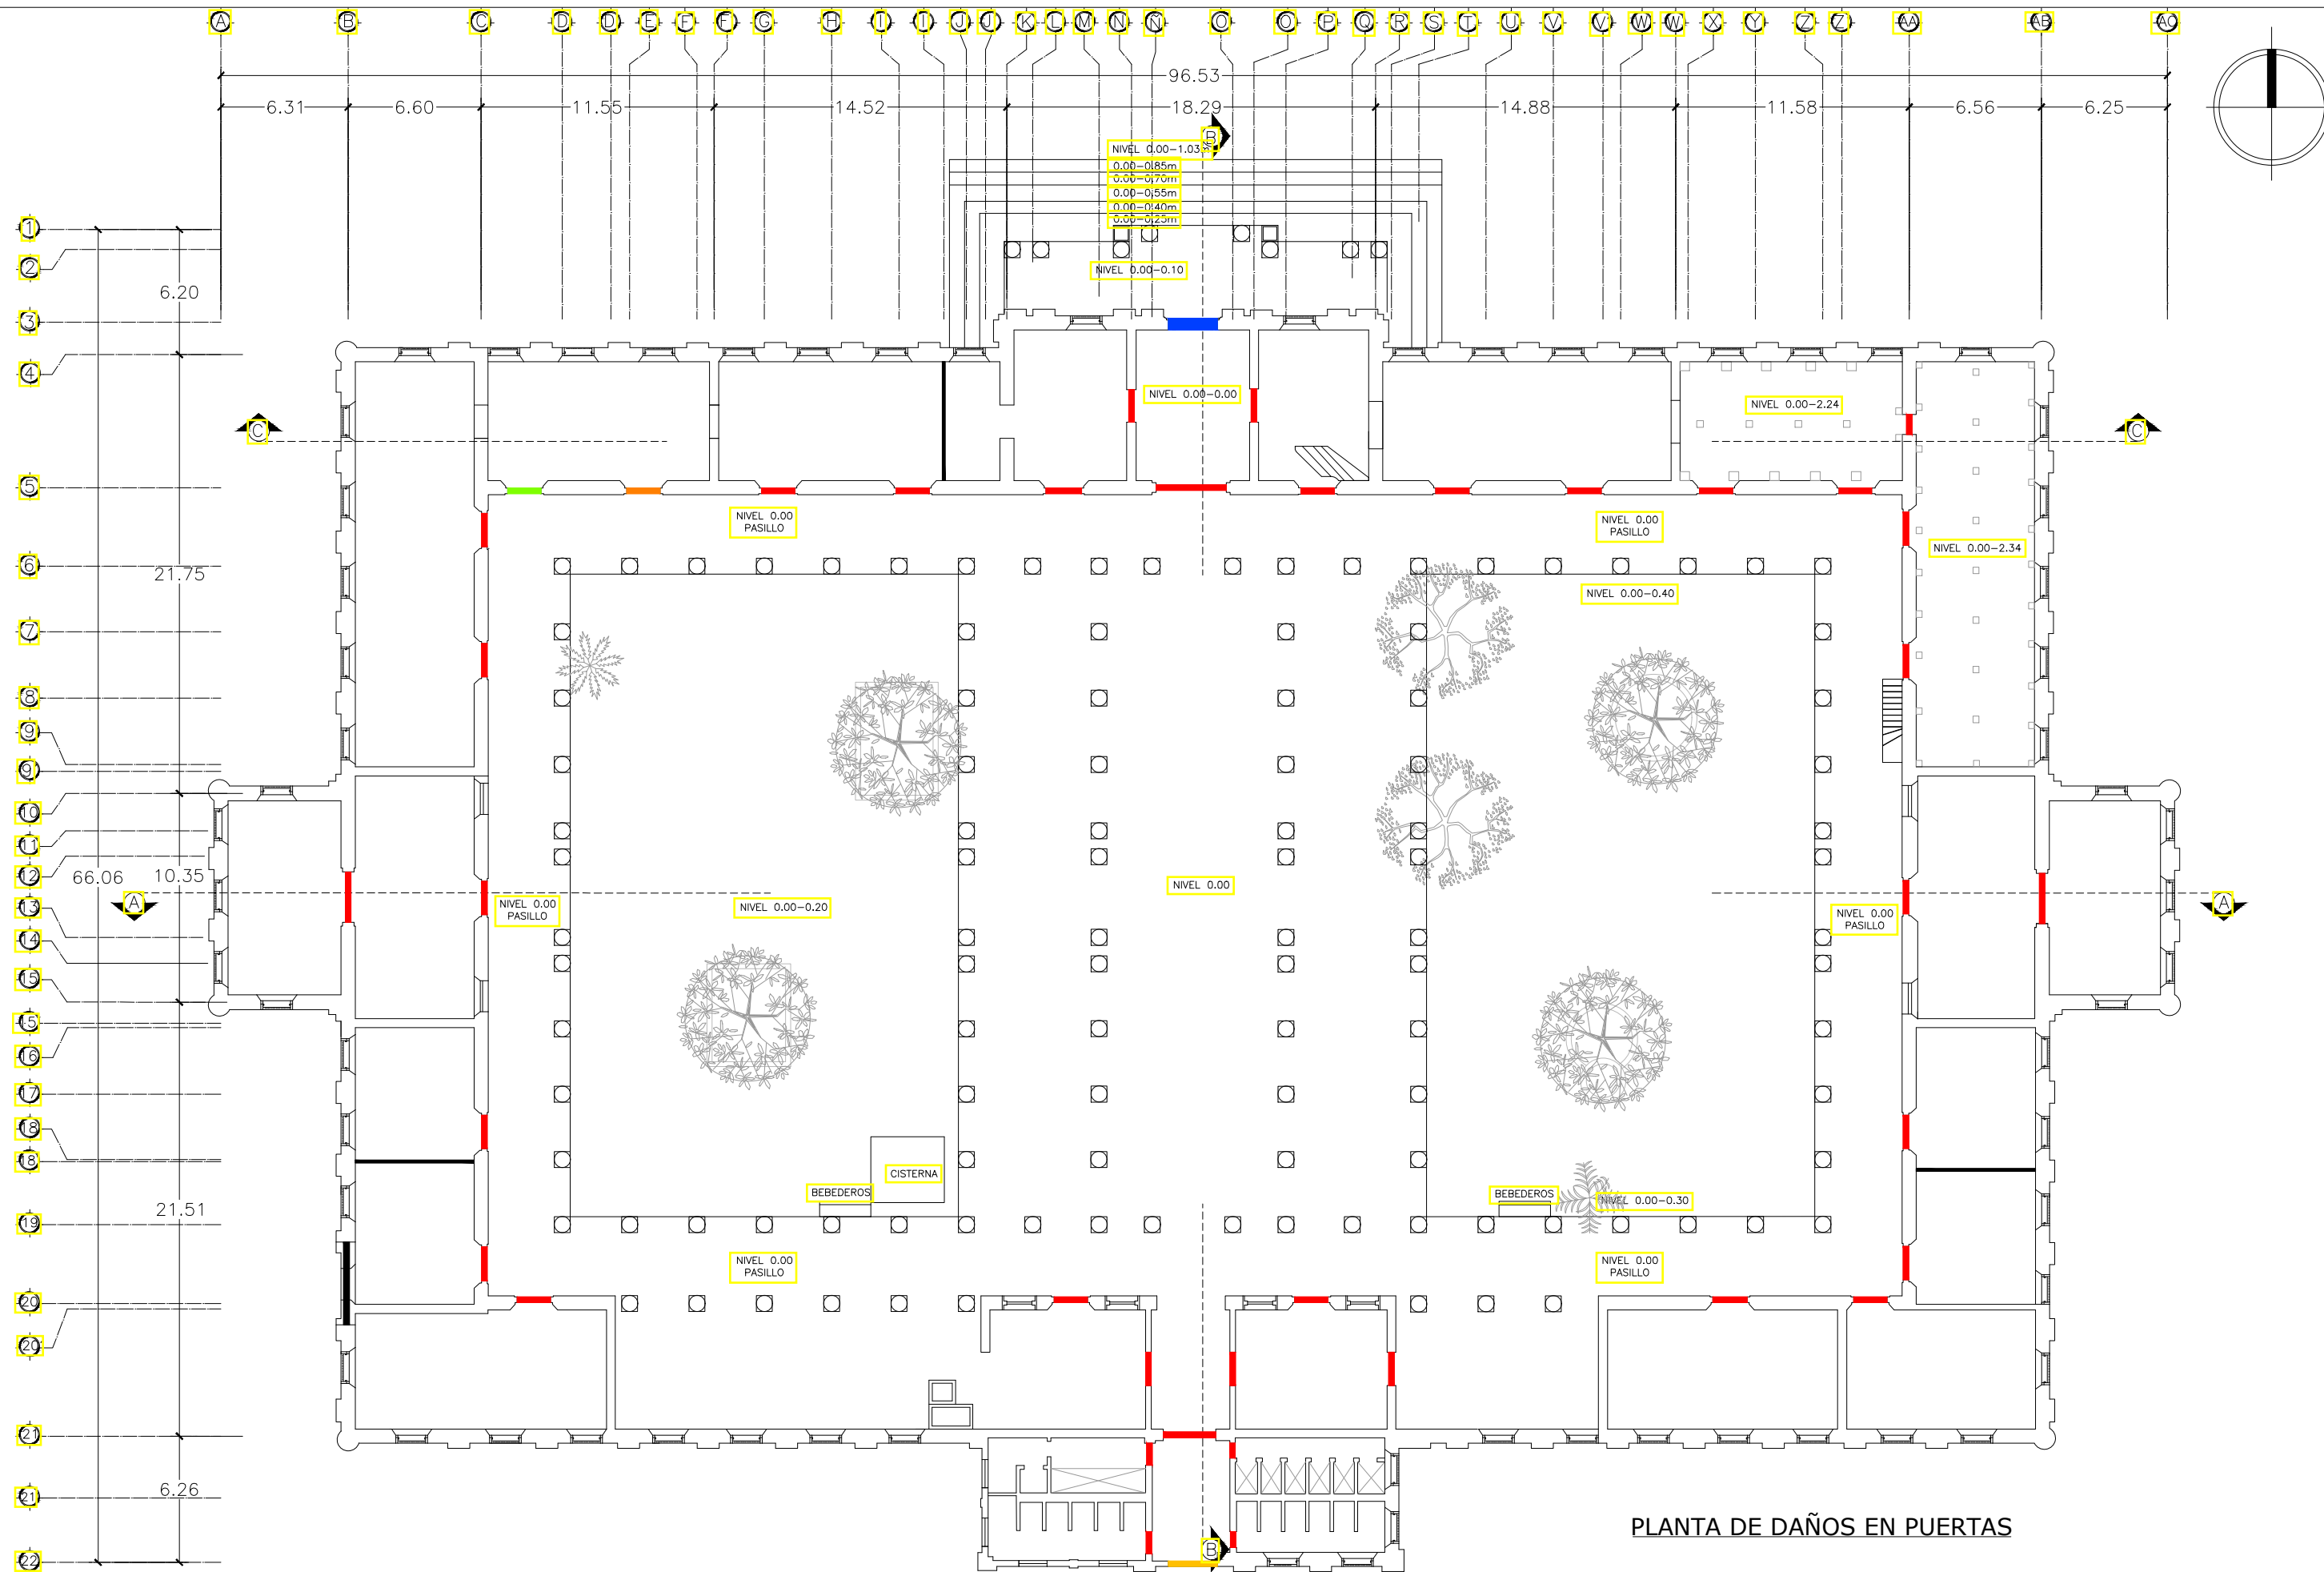 A B C D D' E F F' G H I I' J J' K L M N Ñ O O' P Q R S T U V V' W W' X Y Z Z' AA AB AC
96.53
6.31 6.60 11.55 14.52 18.29 14.88 11.58 6.56 6.25
B
NIVEL 0.00-1.03
0.00-0.85m
0.00-0.70m
0.00-0.55m
0.00-0.40m
0.00-0.25m
1
2
NIVEL 0.00-0.10
6.20
3
4
NIVEL 0.00-0.00
NIVEL 0.00-2.24
C
C
5
NIVEL 0.00
PASILLO
NIVEL 0.00
PASILLO
NIVEL 0.00-2.34
6
21.75
NIVEL 0.00-0.40
7
8
9
9'
10
11
12
66.06
10.35
NIVEL 0.00
A
13
NIVEL 0.00
PASILLO
NIVEL 0.00-0.20
NIVEL 0.00
PASILLO
A
14
15
15'
16
17
18
18'
CISTERNA
BEBEDEROS
BEBEDEROS
NIVEL 0.00-0.30
21.51
19
NIVEL 0.00
PASILLO
NIVEL 0.00
PASILLO
20
20'
21
6.26
21'
PLANTA DE DAÑOS EN PUERTAS
B
22